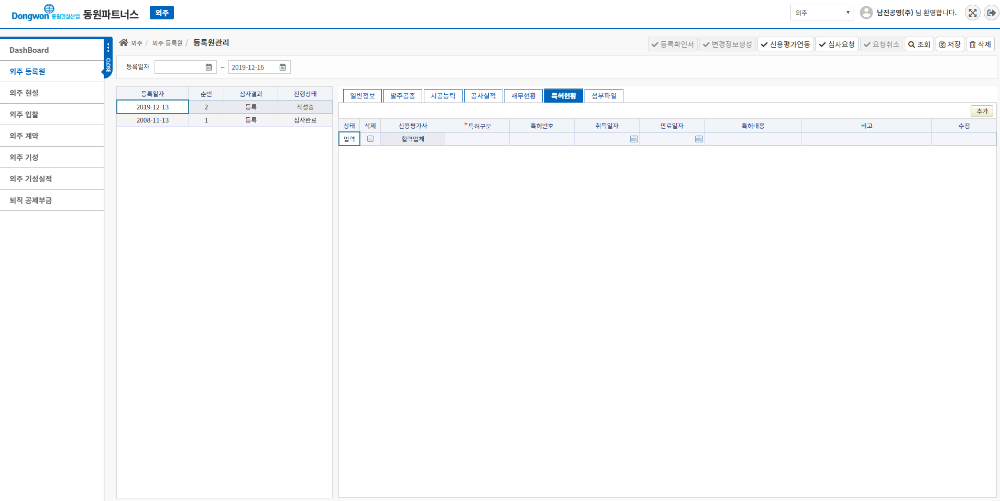 Dongwon 동원건설산업 동원파트너스 외주
외주 남진공영(주) 님 환영합니다.
DashBoard
외주 등록원
외주 현설
외주 입찰
외주 계약
외주 기성
외주 기성실적
퇴직 공제부금
CLOSE
외주 / 외주 등록원 / 등록원관리
등록확인서 변경정보생성 신용평가연동 심사요청 요청취소 조회 저장 삭제
등록일자 ~ 2019-12-16
등록일자 순번 심사결과 진행상태
2019-12-13 2 등록 작성중
2008-11-13 1 등록 심사완료
일반정보 발주공종 시공능력 공사실적 재무현황 특허현황 첨부파일
추가
상태 삭제 신용평가사 *특허구분 특허번호 취득일자 만료일자 특허내용 비고 수정
입력 협력업체